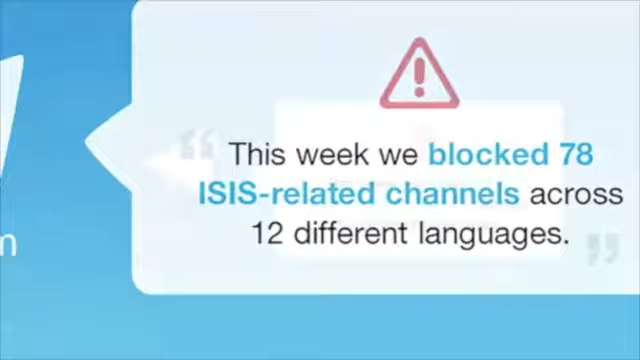 This week we blocked 78
ISIS-related channels across
12 different languages.